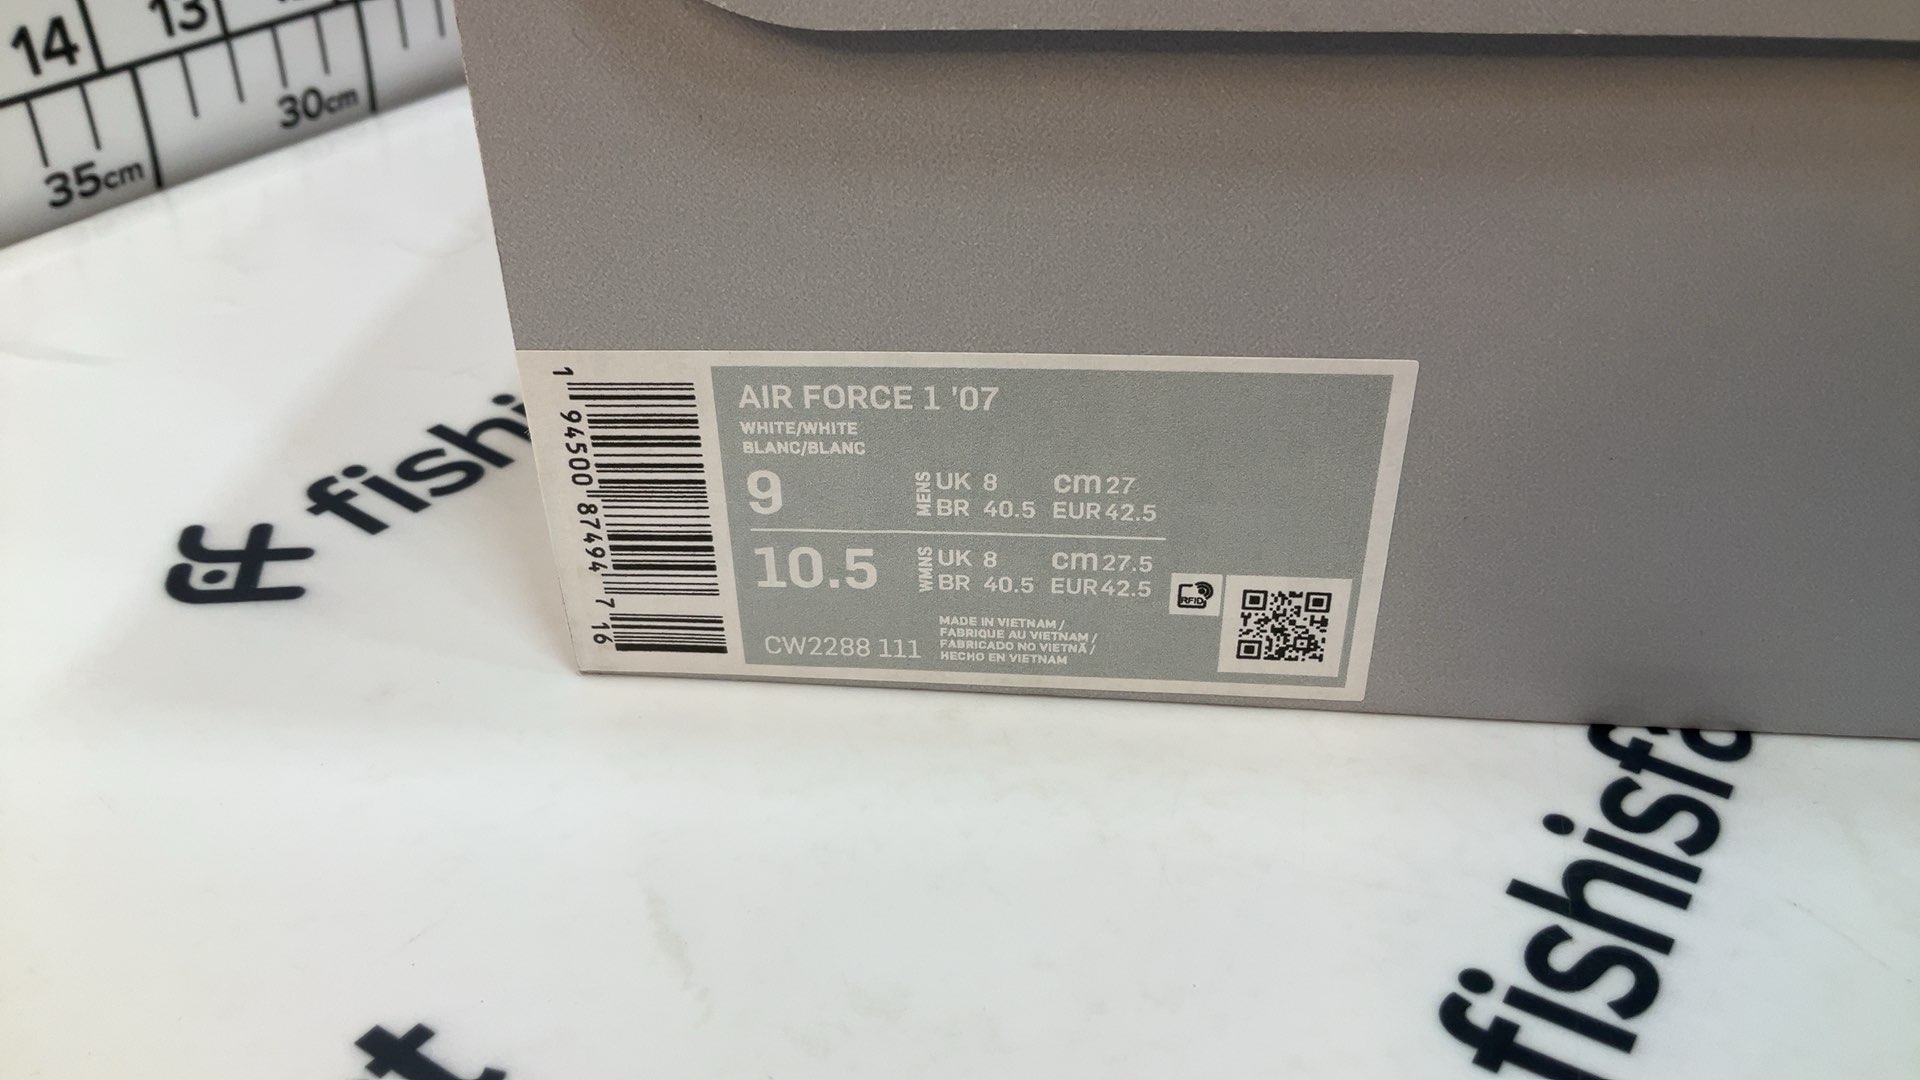 14 13
30cm
35cm
fishi
AIR FORCE 1 '07
WHITE/WHITE
BLANC/BLANC
9 MENS UK 8 cm 27
BR 40.5 EUR 42.5
10.5 WMNS UK 8 cm 27.5
BR 40.5 EUR 42.5
RFID
CW2288 111
MADE IN VIETNAM /
FABRIQUE AU VIETNAM /
FABRICADO NO VIETNÃ /
HECHO EN VIETNAM
1 94500 87494 7 16
fishisfa
st